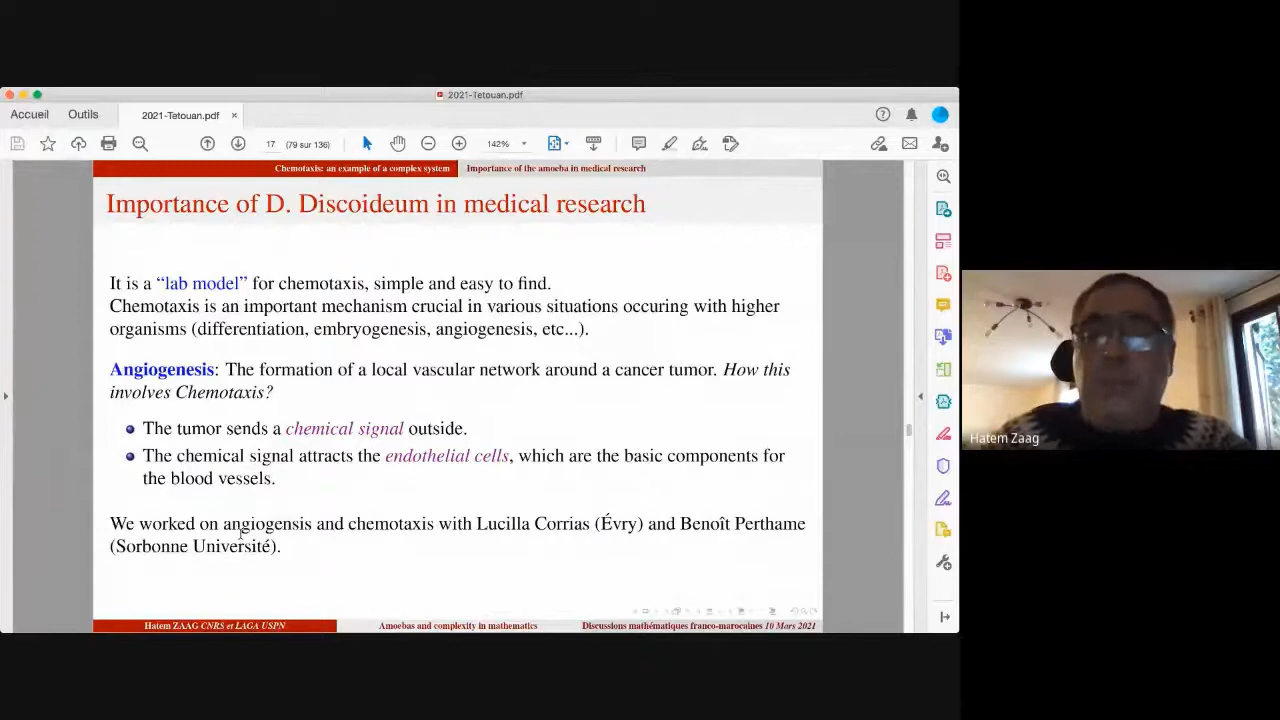 2021-Tetouan.pdf
Accueil
Outils
2021-Tetouan.pdf
17
(79 sur 136)
142%
Chemotaxis: an example of a complex system
Importance of the amoeba in medical research
Importance of D. Discoideum in medical research
It is a “lab model” for chemotaxis, simple and easy to find.
Chemotaxis is an important mechanism crucial in various situations occuring with higher
organisms (differentiation, embryogenesis, angiogenesis, etc...).
Angiogenesis: The formation of a local vascular network around a cancer tumor. How this
involves Chemotaxis?
The tumor sends a chemical signal outside.
The chemical signal attracts the endothelial cells, which are the basic components for
the blood vessels.
We worked on angiogensis and chemotaxis with Lucilla Corrias (Évry) and Benoît Perthame
(Sorbonne Université).
Hatem ZAAG CNRS et LAGA USPN
Amoebas and complexity in mathematics
Discussions mathématiques franco-marocaines 10 Mars 2021
Hatem Zaag